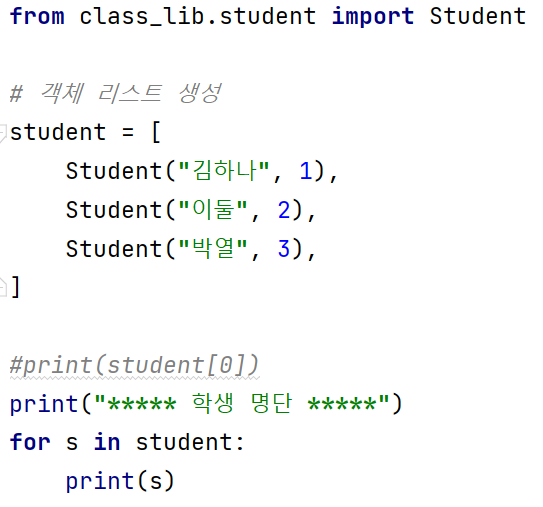 from class_lib.student import Student
# 객체 리스트 생성
student = [
    Student("김하나", 1),
    Student("이둘", 2),
    Student("박열", 3),
]
#print(student[0])
print("***** 학생 명단 *****")
for s in student:
    print(s)